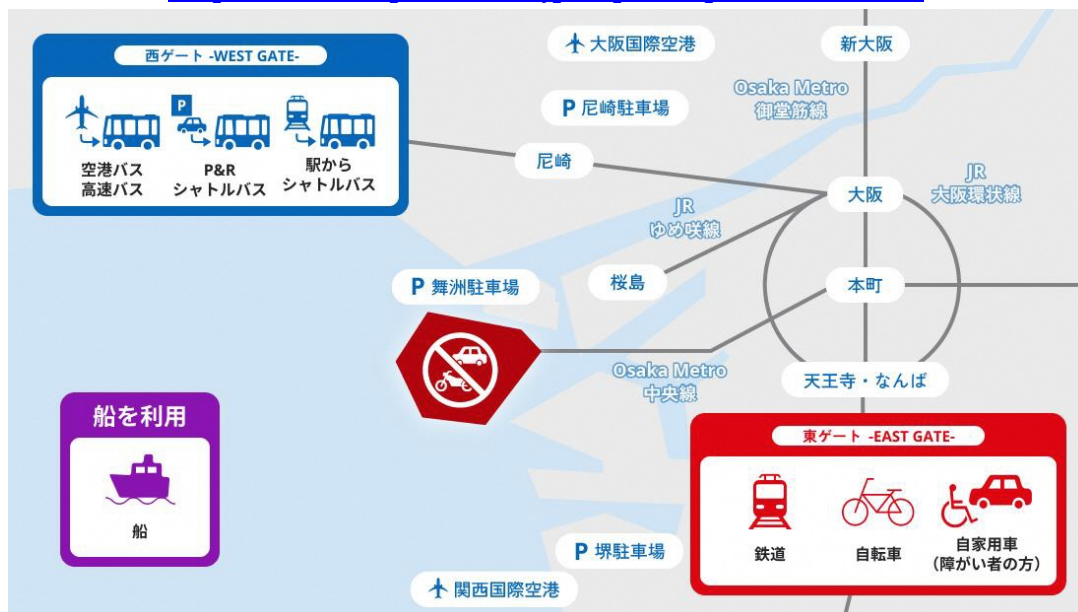 西ゲート -WEST GATE-
空港バス
高速バス
P
P&R
シャトルバス
駅から
シャトルバス
大阪国際空港
新大阪
Osaka Metro
御堂筋線
P 尼崎駐車場
尼崎
大阪
JR
大阪環状線
JR
ゆめ咲線
桜島
本町
P 舞洲駐車場
Osaka Metro
中央線
天王寺・なんば
船を利用
船
東ゲート -EAST GATE-
鉄道
自転車
自家用車
（障がい者の方）
P 堺駐車場
関西国際空港